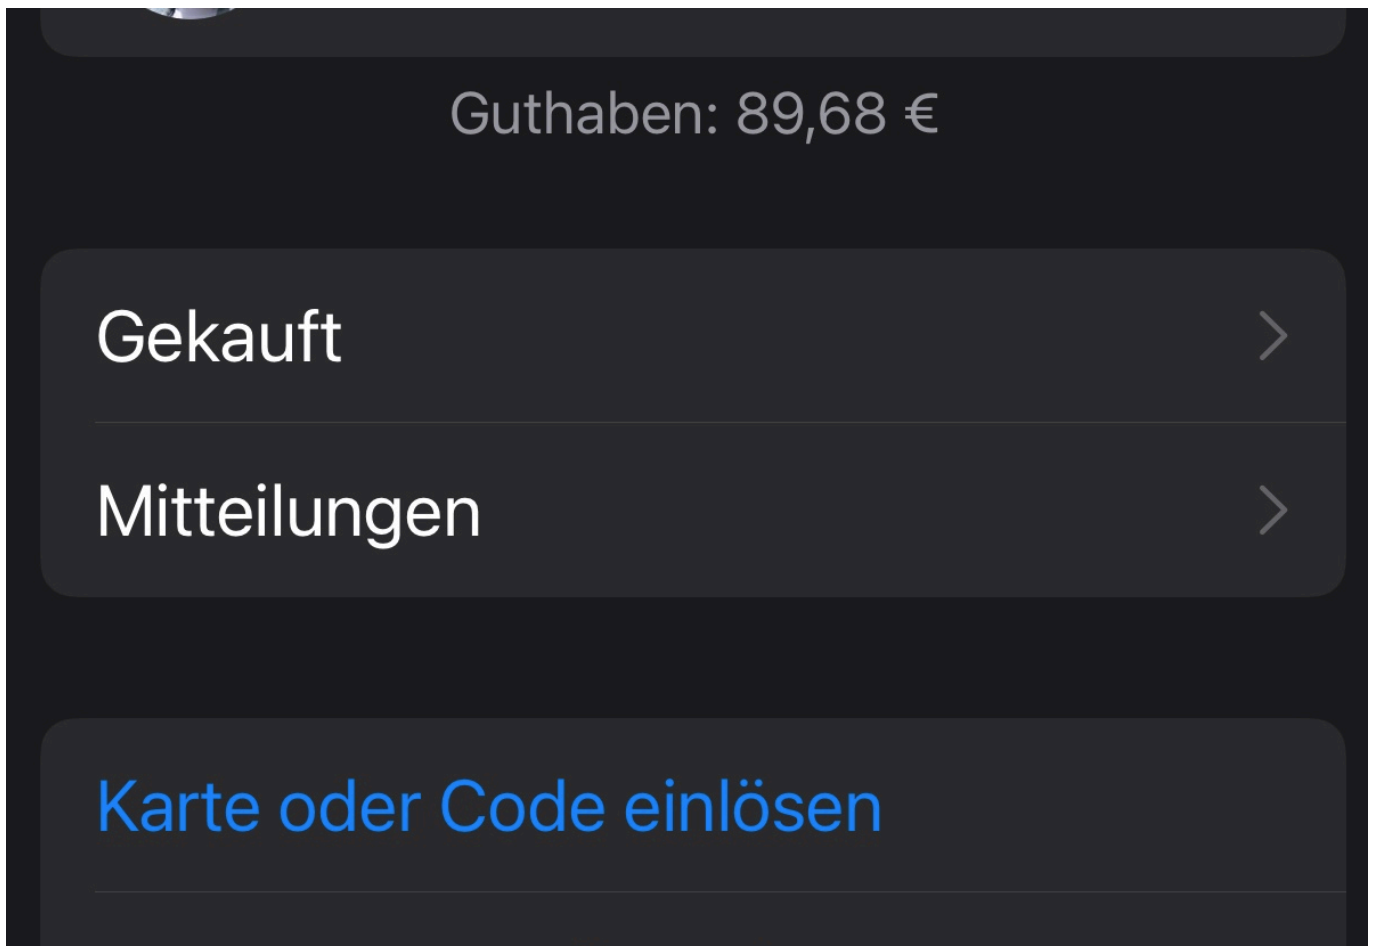 Guthaben: 89,68 €
Gekauft
Mitteilungen
Karte oder Code einlösen